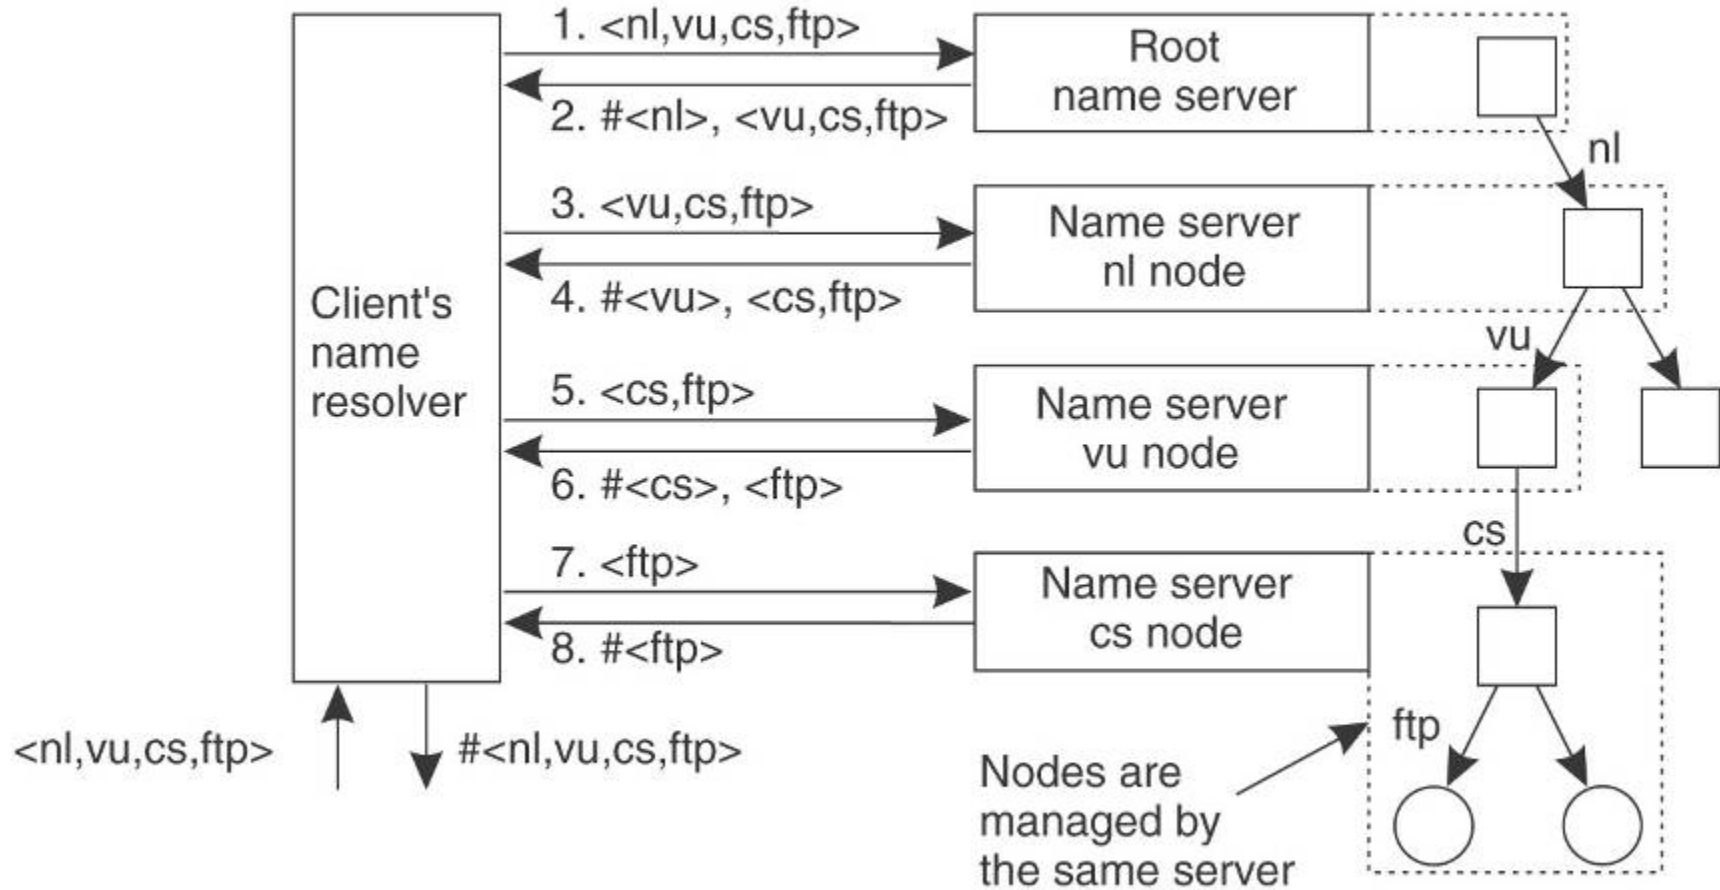 1. <nl,vu,cs,ftp>
2. #<nl>, <vu,cs,ftp>
Root
name server
nl
3. <vu,cs,ftp>
4. #<vu>, <cs,ftp>
Name server
nl node
vu
Client's
name
resolver
5. <cs,ftp>
6. #<cs>, <ftp>
Name server
vu node
cs
7. <ftp>
8. #<ftp>
Name server
cs node
ftp
<nl,vu,cs,ftp>
#<nl,vu,cs,ftp>
Nodes are
managed by
the same server